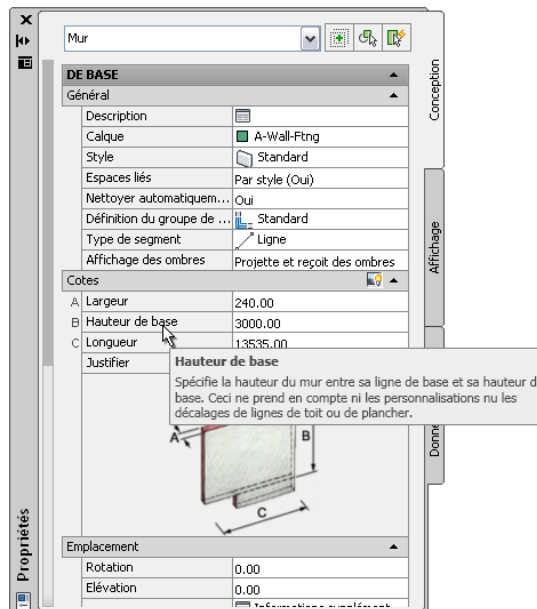 Mur
DE BASE
Général
Description
Calque A-Wall-Ftng
Style Standard
Espaces liés Par style (Oui)
Nettoyer automatiquem... Oui
Définition du groupe de ... Standard
Type de segment Ligne
Affichage des ombres Projette et reçoit des ombres
Cotes
A Largeur 240.00
B Hauteur de base 3000.00
C Longueur 13535.00
Justifier
Hauteur de base
Spécifie la hauteur du mur entre sa ligne de base et sa hauteur d
base. Ceci ne prend en compte ni les personnalisations nu les
décalages de lignes de toit ou de plancher.
A
B
C
Emplacement
Rotation 0.00
Elévation 0.00
Conception
Affichage
Donne
Propriétés